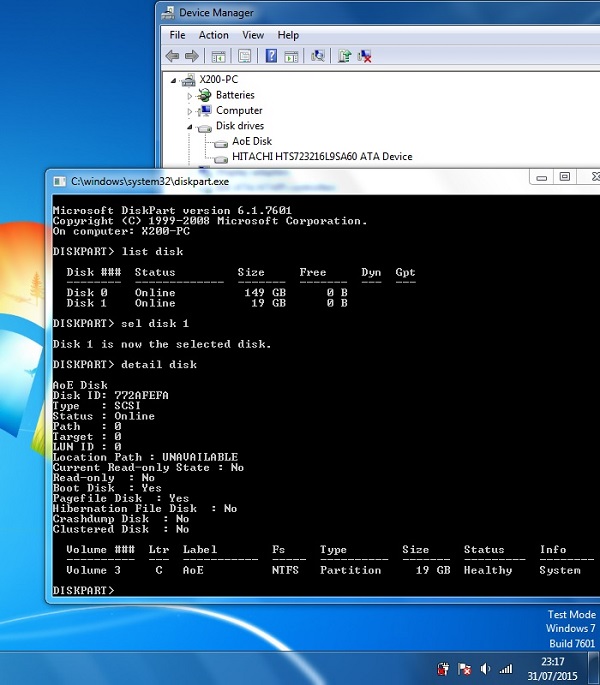 Device Manager
File Action View Help
X200-PC
Batteries
Computer
Disk drives
AoE Disk
HITACHI HTS723216L9SA60 ATA Device
C:\windows\system32\diskpart.exe
Microsoft DiskPart version 6.1.7601
Copyright (C) 1999-2008 Microsoft Corporation.
On computer: X200-PC
DISKPART> list disk
Disk ### Status Size Free Dyn Gpt
-------- ------------- ------- ------- --- ---
Disk 0 Online 149 GB 0 B
Disk 1 Online 19 GB 0 B
DISKPART> sel disk 1
Disk 1 is now the selected disk.
DISKPART> detail disk
AoE Disk
Disk ID: 772AFEFA
Type : SCSI
Status : Online
Path : 0
Target : 0
LUN ID : 0
Location Path : UNAVAILABLE
Current Read-only State : No
Read-only : No
Boot Disk : Yes
Pagefile Disk : Yes
Hibernation File Disk : No
Crashdump Disk : No
Clustered Disk : No
Volume ### Ltr Label Fs Type Size Status Info
---------- --- ----------- ----- ---------- ------- --------- --------
Volume 3 C AoE NTFS Partition 19 GB Healthy System
DISKPART>
Test Mode
Windows 7
Build 7601
23:17
31/07/2015